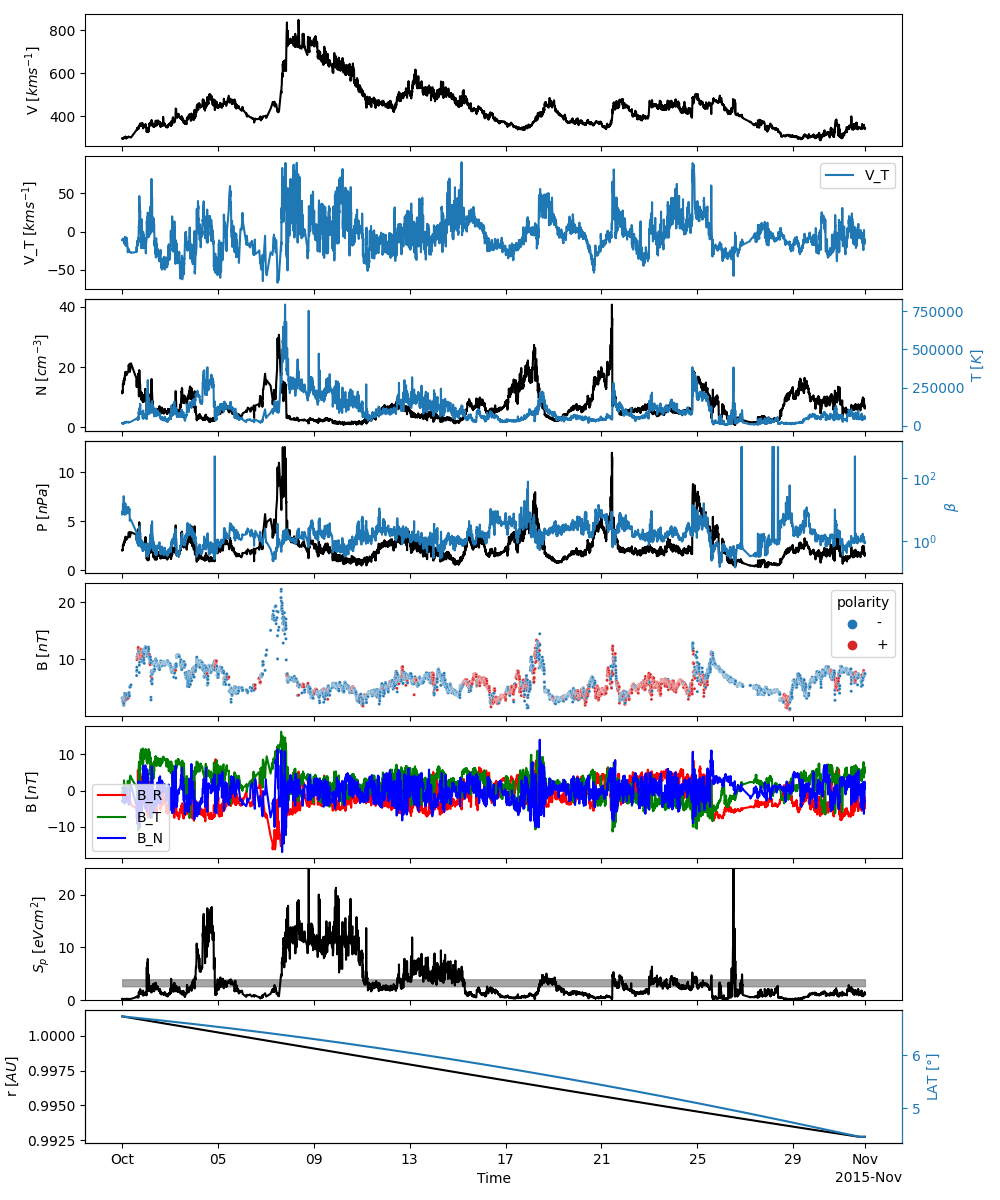 800
600
400
V [kms⁻¹]
50
0
−50
V_T [kms⁻¹]
V_T
40
20
0
N [cm⁻³]
750000
500000
250000
0
T [K]
10
5
0
P [nPa]
10²
10⁰
β
20
10
B [nT]
polarity
-
+
10
0
−10
B [nT]
B_R
B_T
B_N
20
10
0
S_p [eVcm²]
1.0000
0.9975
0.9950
0.9925
r [AU]
6
5
LAT [°]
Oct 05 09 13 17 21 25 29 Nov
Time
2015-Nov